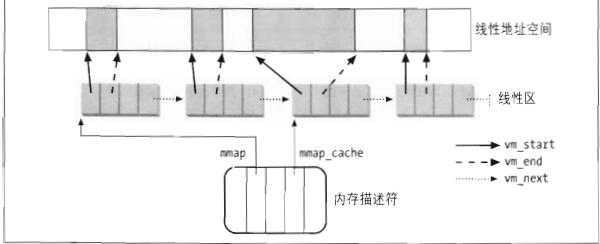 线性地址空间
线性区
mmap
mmap_cache
vm_start
vm_end
vm_next
内存描述符